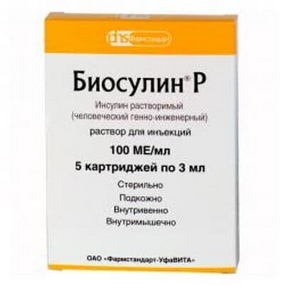 phs Фармстандарт
Биосулин® Р
Инсулин растворимый
(человеческий генно-инженерный)
раствор для инъекций
100 МЕ/мл
5 картриджей по 3 мл
Стерильно
Подкожно
Внутривенно
Внутримышечно
ОАО «Фармстандарт-УфаВИТА»